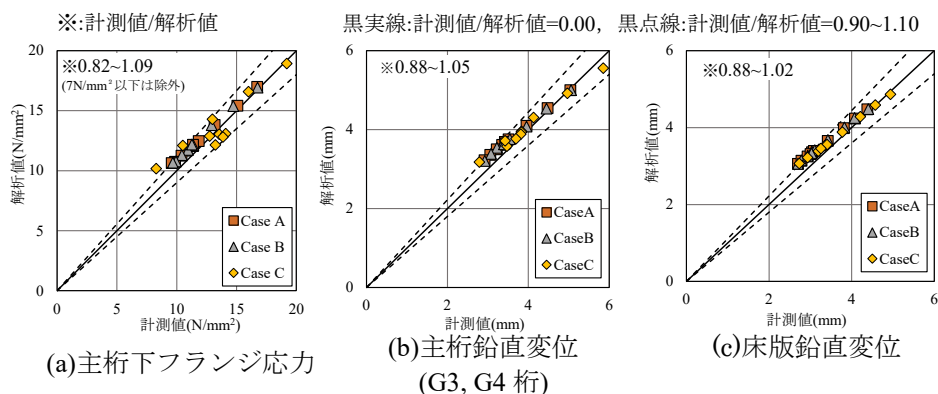 ※:計測値/解析値
黒実線:計測値/解析値=0.00, 黒点線:計測値/解析値=0.90~1.10
20
15
10
5
0
解析値(N/mm²)
※0.82~1.09
(7N/mm²以下は除外)
Case A
Case B
Case C
0 5 10 15 20
計測値(N/mm²)
(a)主桁下フランジ応力
6
4
2
0
解析値(mm)
※0.88~1.05
CaseA
CaseB
CaseC
0 2 4 6
計測値(mm)
(b)主桁鉛直変位
(G3, G4 桁)
6
4
2
0
解析値(mm)
※0.88~1.02
CaseA
CaseB
CaseC
0 2 4 6
計測値(mm)
(c)床版鉛直変位